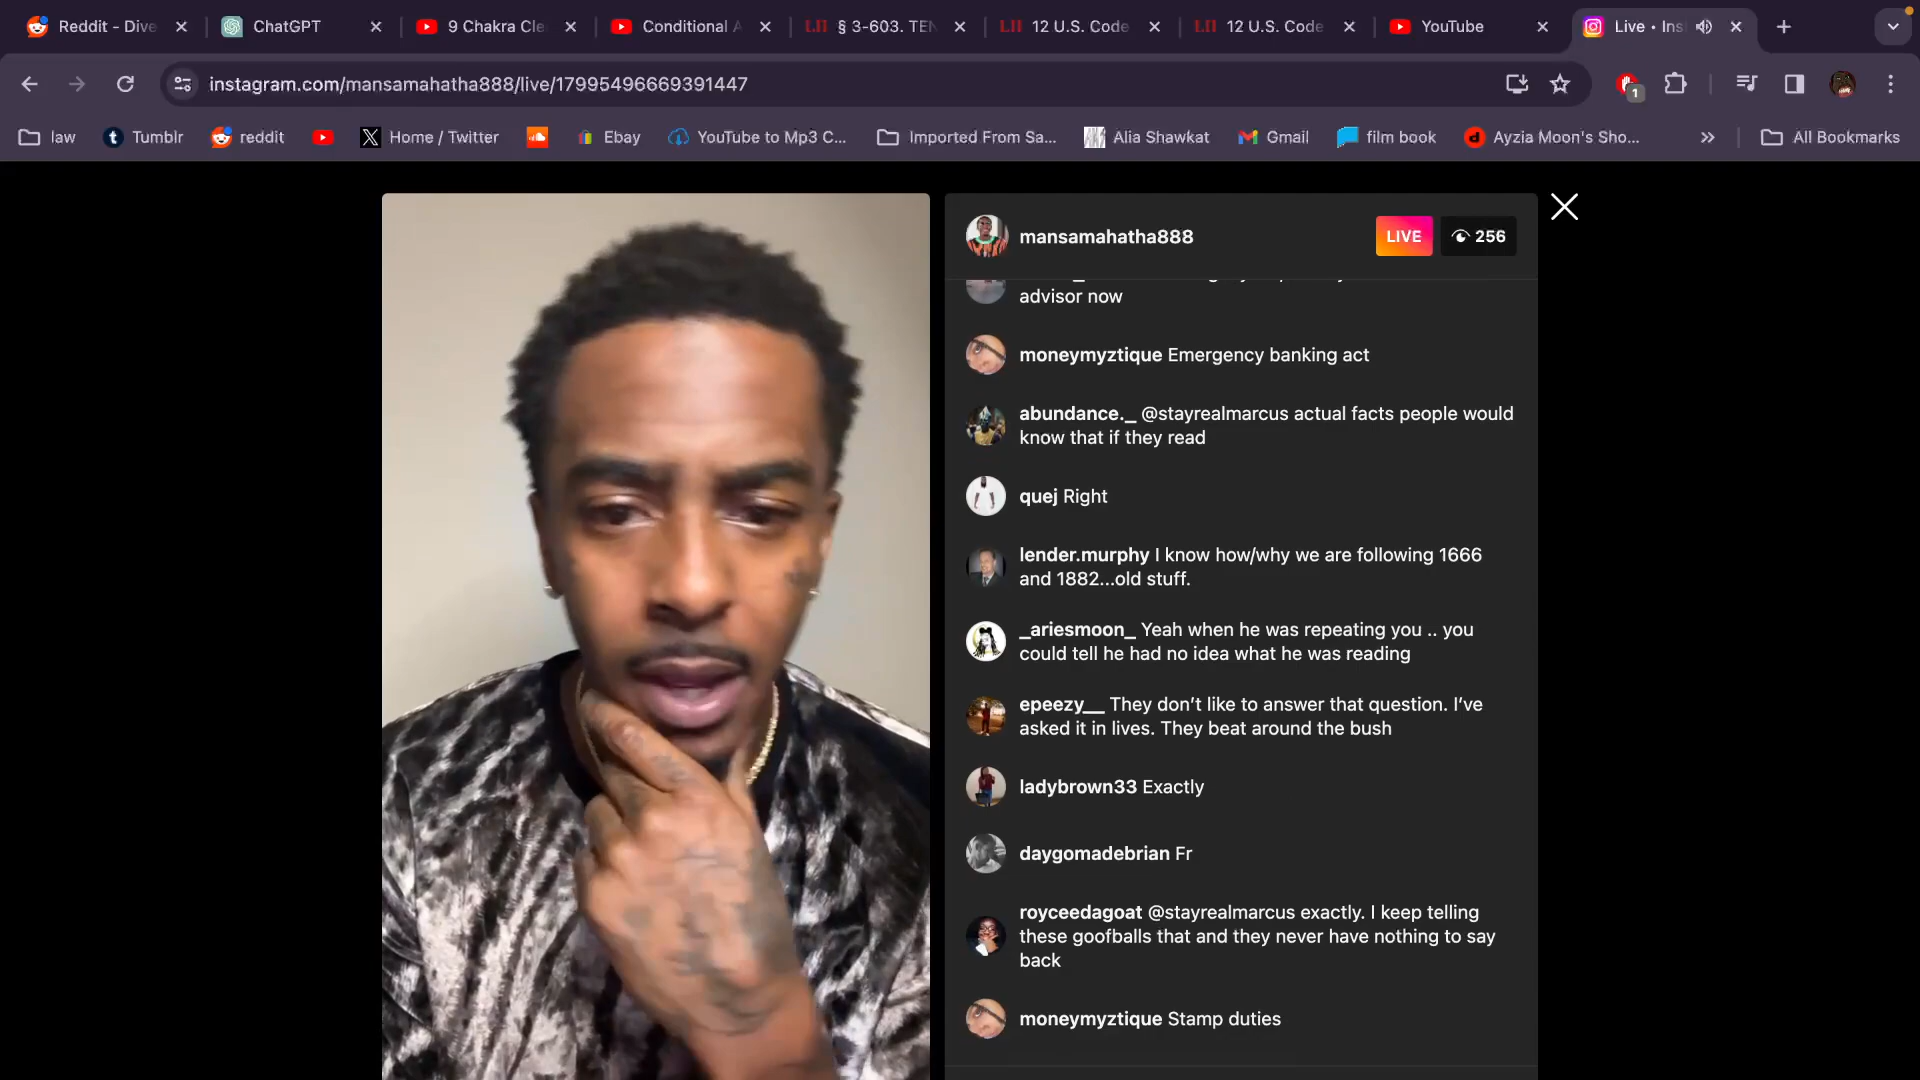 Reddit - Dive
ChatGPT
9 Chakra Cle
Conditional A
LII § 3-603. TEN
LII 12 U.S. Code
LII 12 U.S. Code
YouTube
Live • Ins
instagram.com/mansamahatha888/live/17995496669391447
1
law
Tumblr
reddit
Home / Twitter
Ebay
YouTube to Mp3 C...
Imported From Sa...
Alia Shawkat
Gmail
film book
Ayzia Moon's Sho...
All Bookmarks
mansamahatha888
LIVE
256
advisor now
moneymyztique Emergency banking act
abundance._ @stayrealmarcus actual facts people would
know that if they read
quej Right
lender.murphy I know how/why we are following 1666
and 1882...old stuff.
_ariesmoon_ Yeah when he was repeating you .. you
could tell he had no idea what he was reading
epeezy__ They don’t like to answer that question. I’ve
asked it in lives. They beat around the bush
ladybrown33 Exactly
daygomadebrian Fr
royceedagoat @stayrealmarcus exactly. I keep telling
these goofballs that and they never have nothing to say
back
moneymyztique Stamp duties